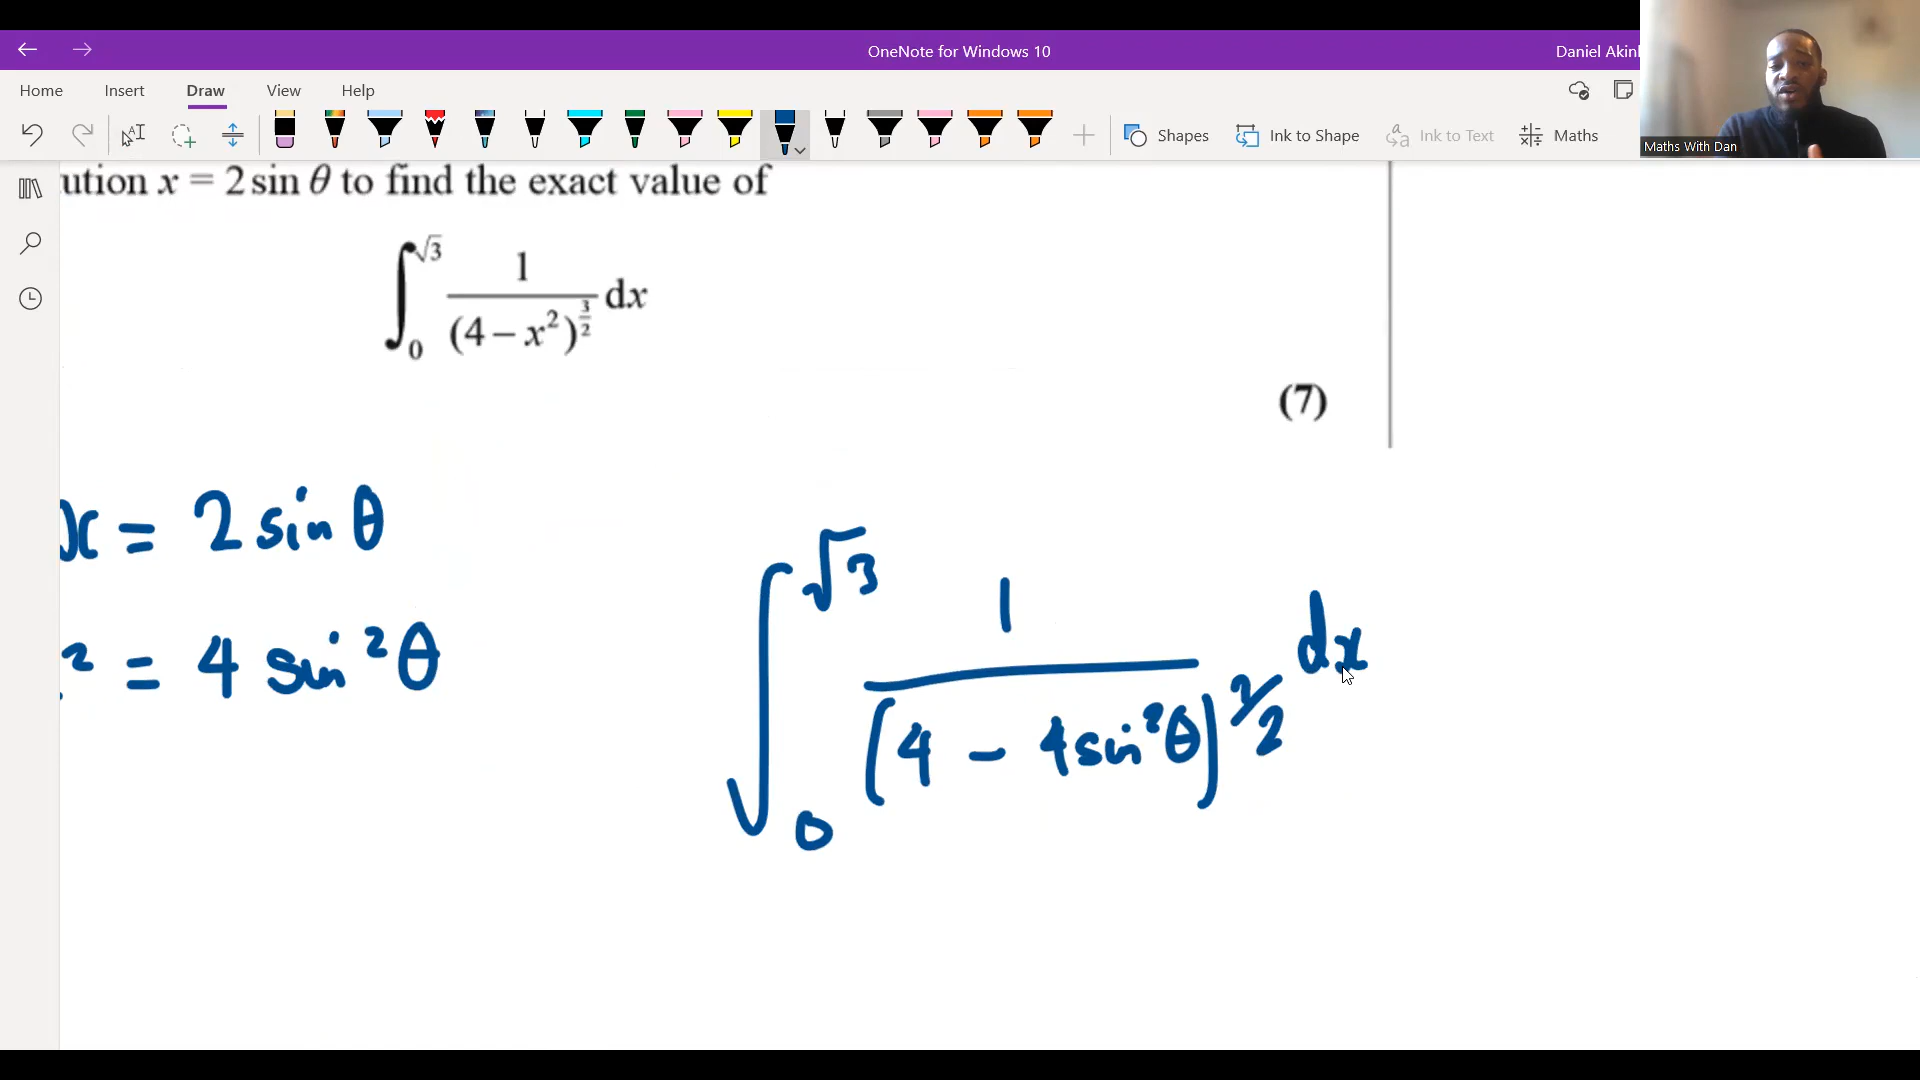 OneNote for Windows 10
Daniel Akin
Home Insert Draw View Help
Shapes Ink to Shape Ink to Text Maths
Maths With Dan
ution x = 2 sin θ to find the exact value of
∫₀^√3 1/(4 − x²)^(3/2) dx
(7)
x = 2 sin θ
² = 4 sin² θ
∫₀^√3 1/(4 − 4sin²θ)^(3/2) dx